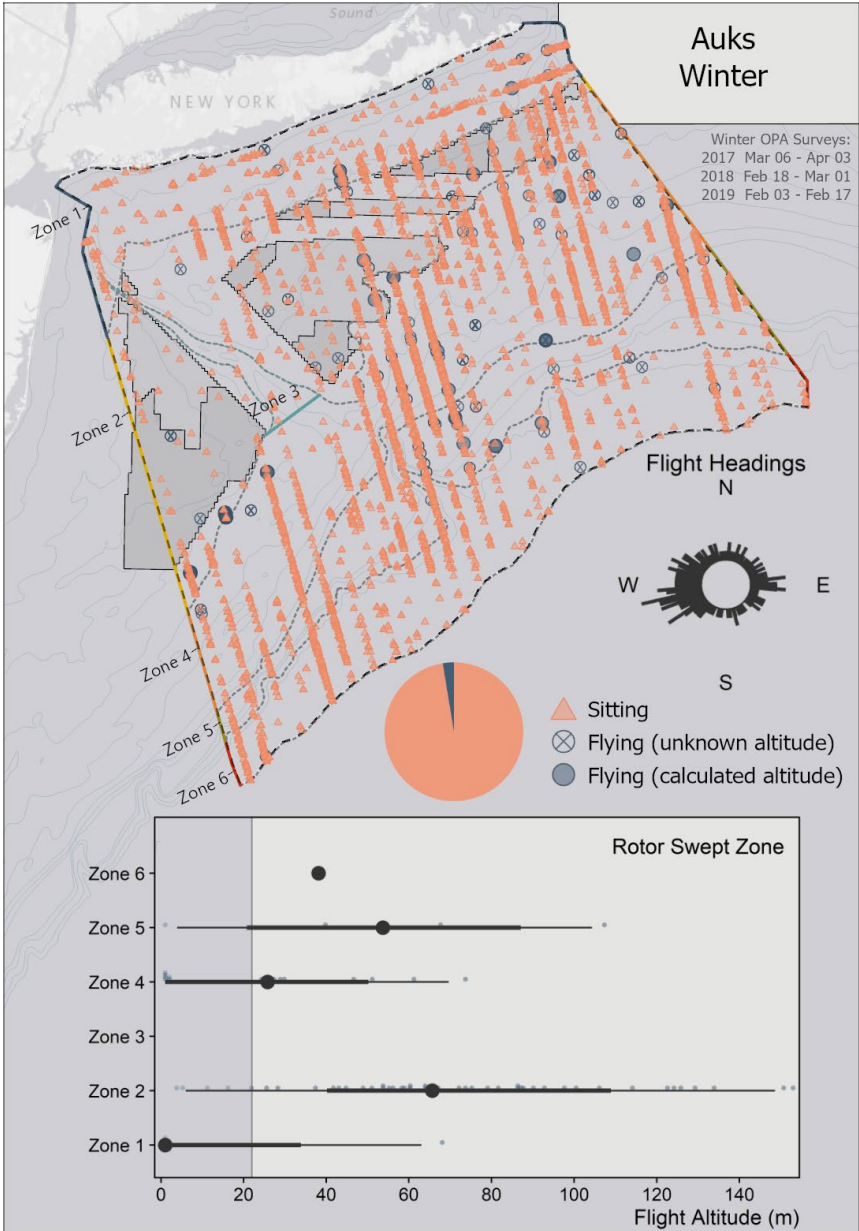 Sound
Auks
Winter
NEW YORK
Winter OPA Surveys:
2017 Mar 06 - Apr 03
2018 Feb 18 - Mar 01
2019 Feb 03 - Feb 17
Zone 1
Zone 2
Zone 3
Flight Headings
N
W
E
S
Zone 4
Zone 5
Zone 6
Sitting
Flying (unknown altitude)
Flying (calculated altitude)
Rotor Swept Zone
Zone 6
Zone 5
Zone 4
Zone 3
Zone 2
Zone 1
0 20 40 60 80 100 120 140
Flight Altitude (m)